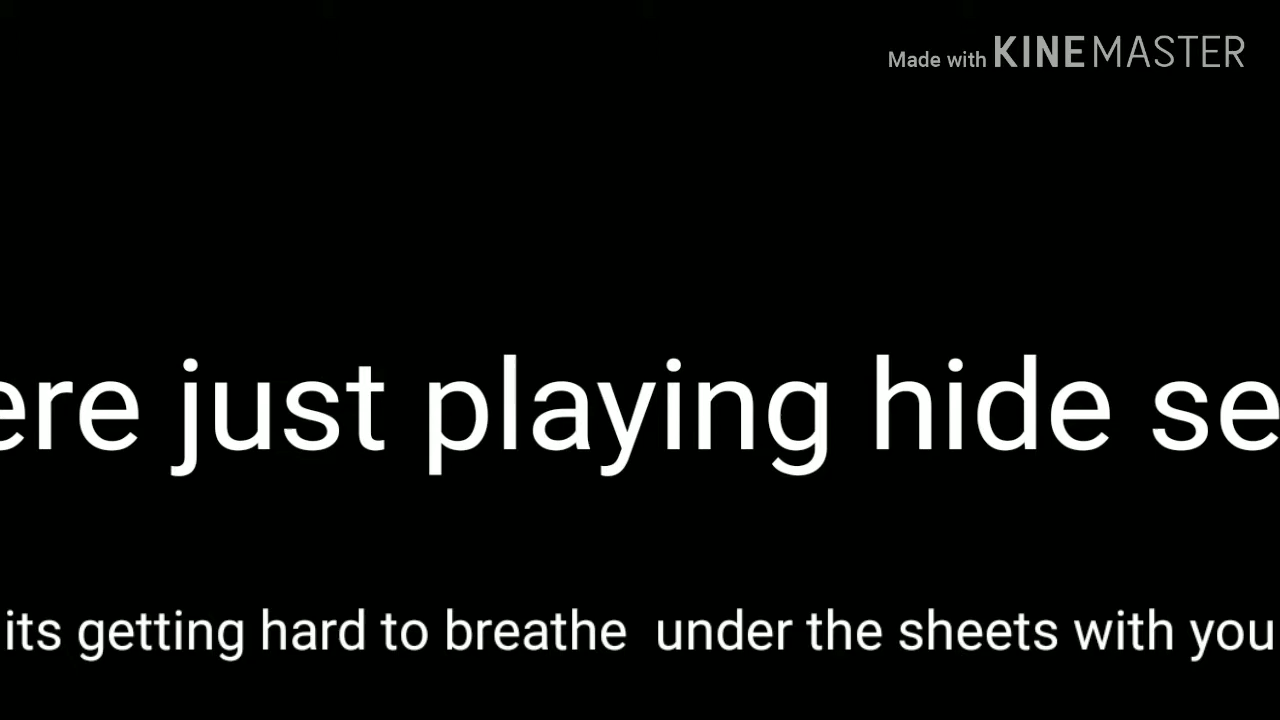 Made with KINEMASTER
ere just playing hide se
its getting hard to breathe under the sheets with you